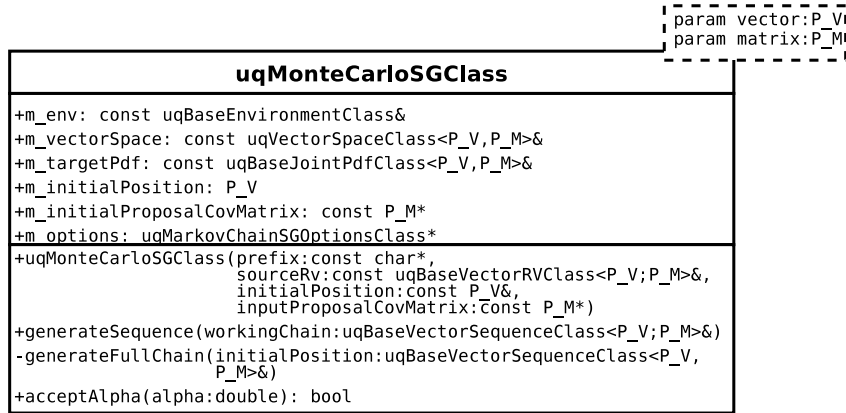 param vector:P_V
param matrix:P_M
uqMonteCarloSGClass
+m_env: const uqBaseEnvironmentClass&
+m_vectorSpace: const uqVectorSpaceClass<P_V,P_M>&
+m_targetPdf: const uqBaseJointPdfClass<P_V,P_M>&
+m_initialPosition: P_V
+m_initialProposalCovMatrix: const P_M*
+m_options: uqMarkovChainSGOptionsClass*
+uqMonteCarloSGClass(prefix:const char*,
sourceRv:const uqBaseVectorRVClass<P_V;P_M>&,
initialPosition:const P_V&,
inputProposalCovMatrix:const P_M*)
+generateSequence(workingChain:uqBaseVectorSequenceClass<P_V;P_M>&)
-generateFullChain(initialPosition:uqBaseVectorSequenceClass<P_V,
P_M>&)
+acceptAlpha(alpha:double): bool